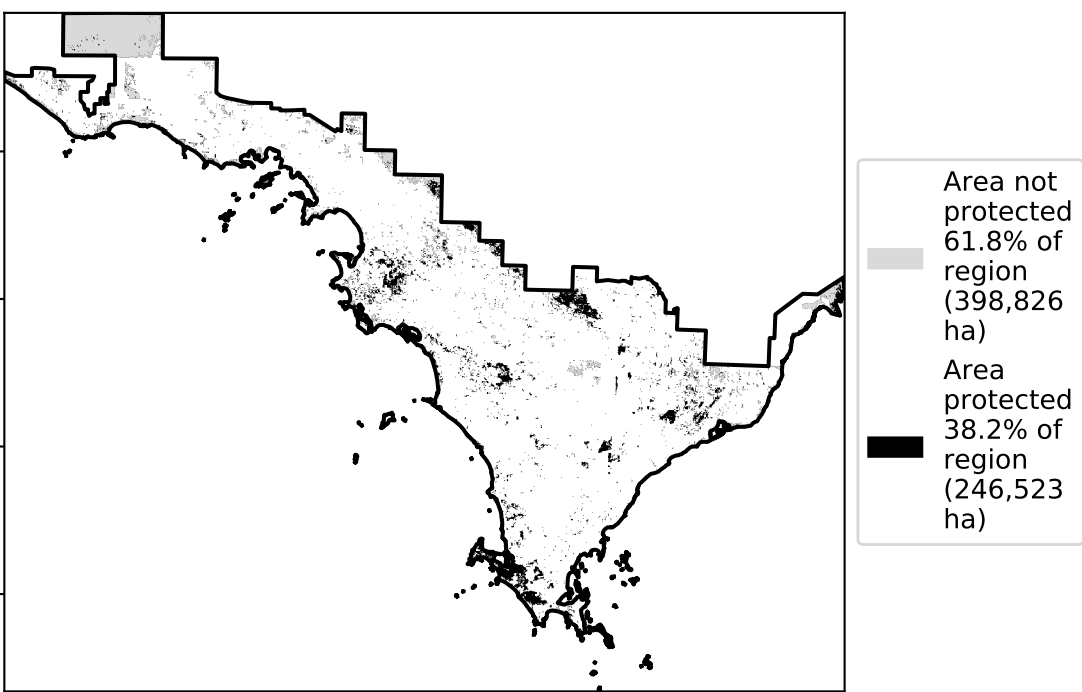 Area not
protected
61.8% of
region
(398,826
ha)
Area
protected
38.2% of
region
(246,523
ha)